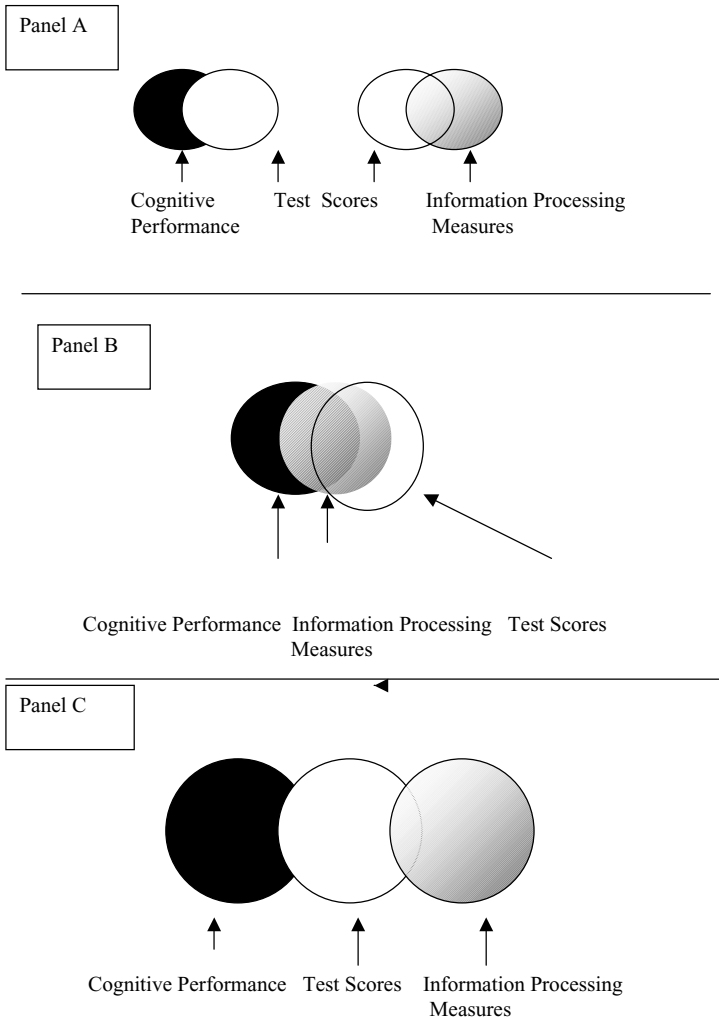 Panel A
Cognitive Test Scores Information Processing
Performance Measures
Panel B
Cognitive Performance Information Processing Test Scores
Measures
Panel C
Cognitive Performance Test Scores Information Processing
Measures